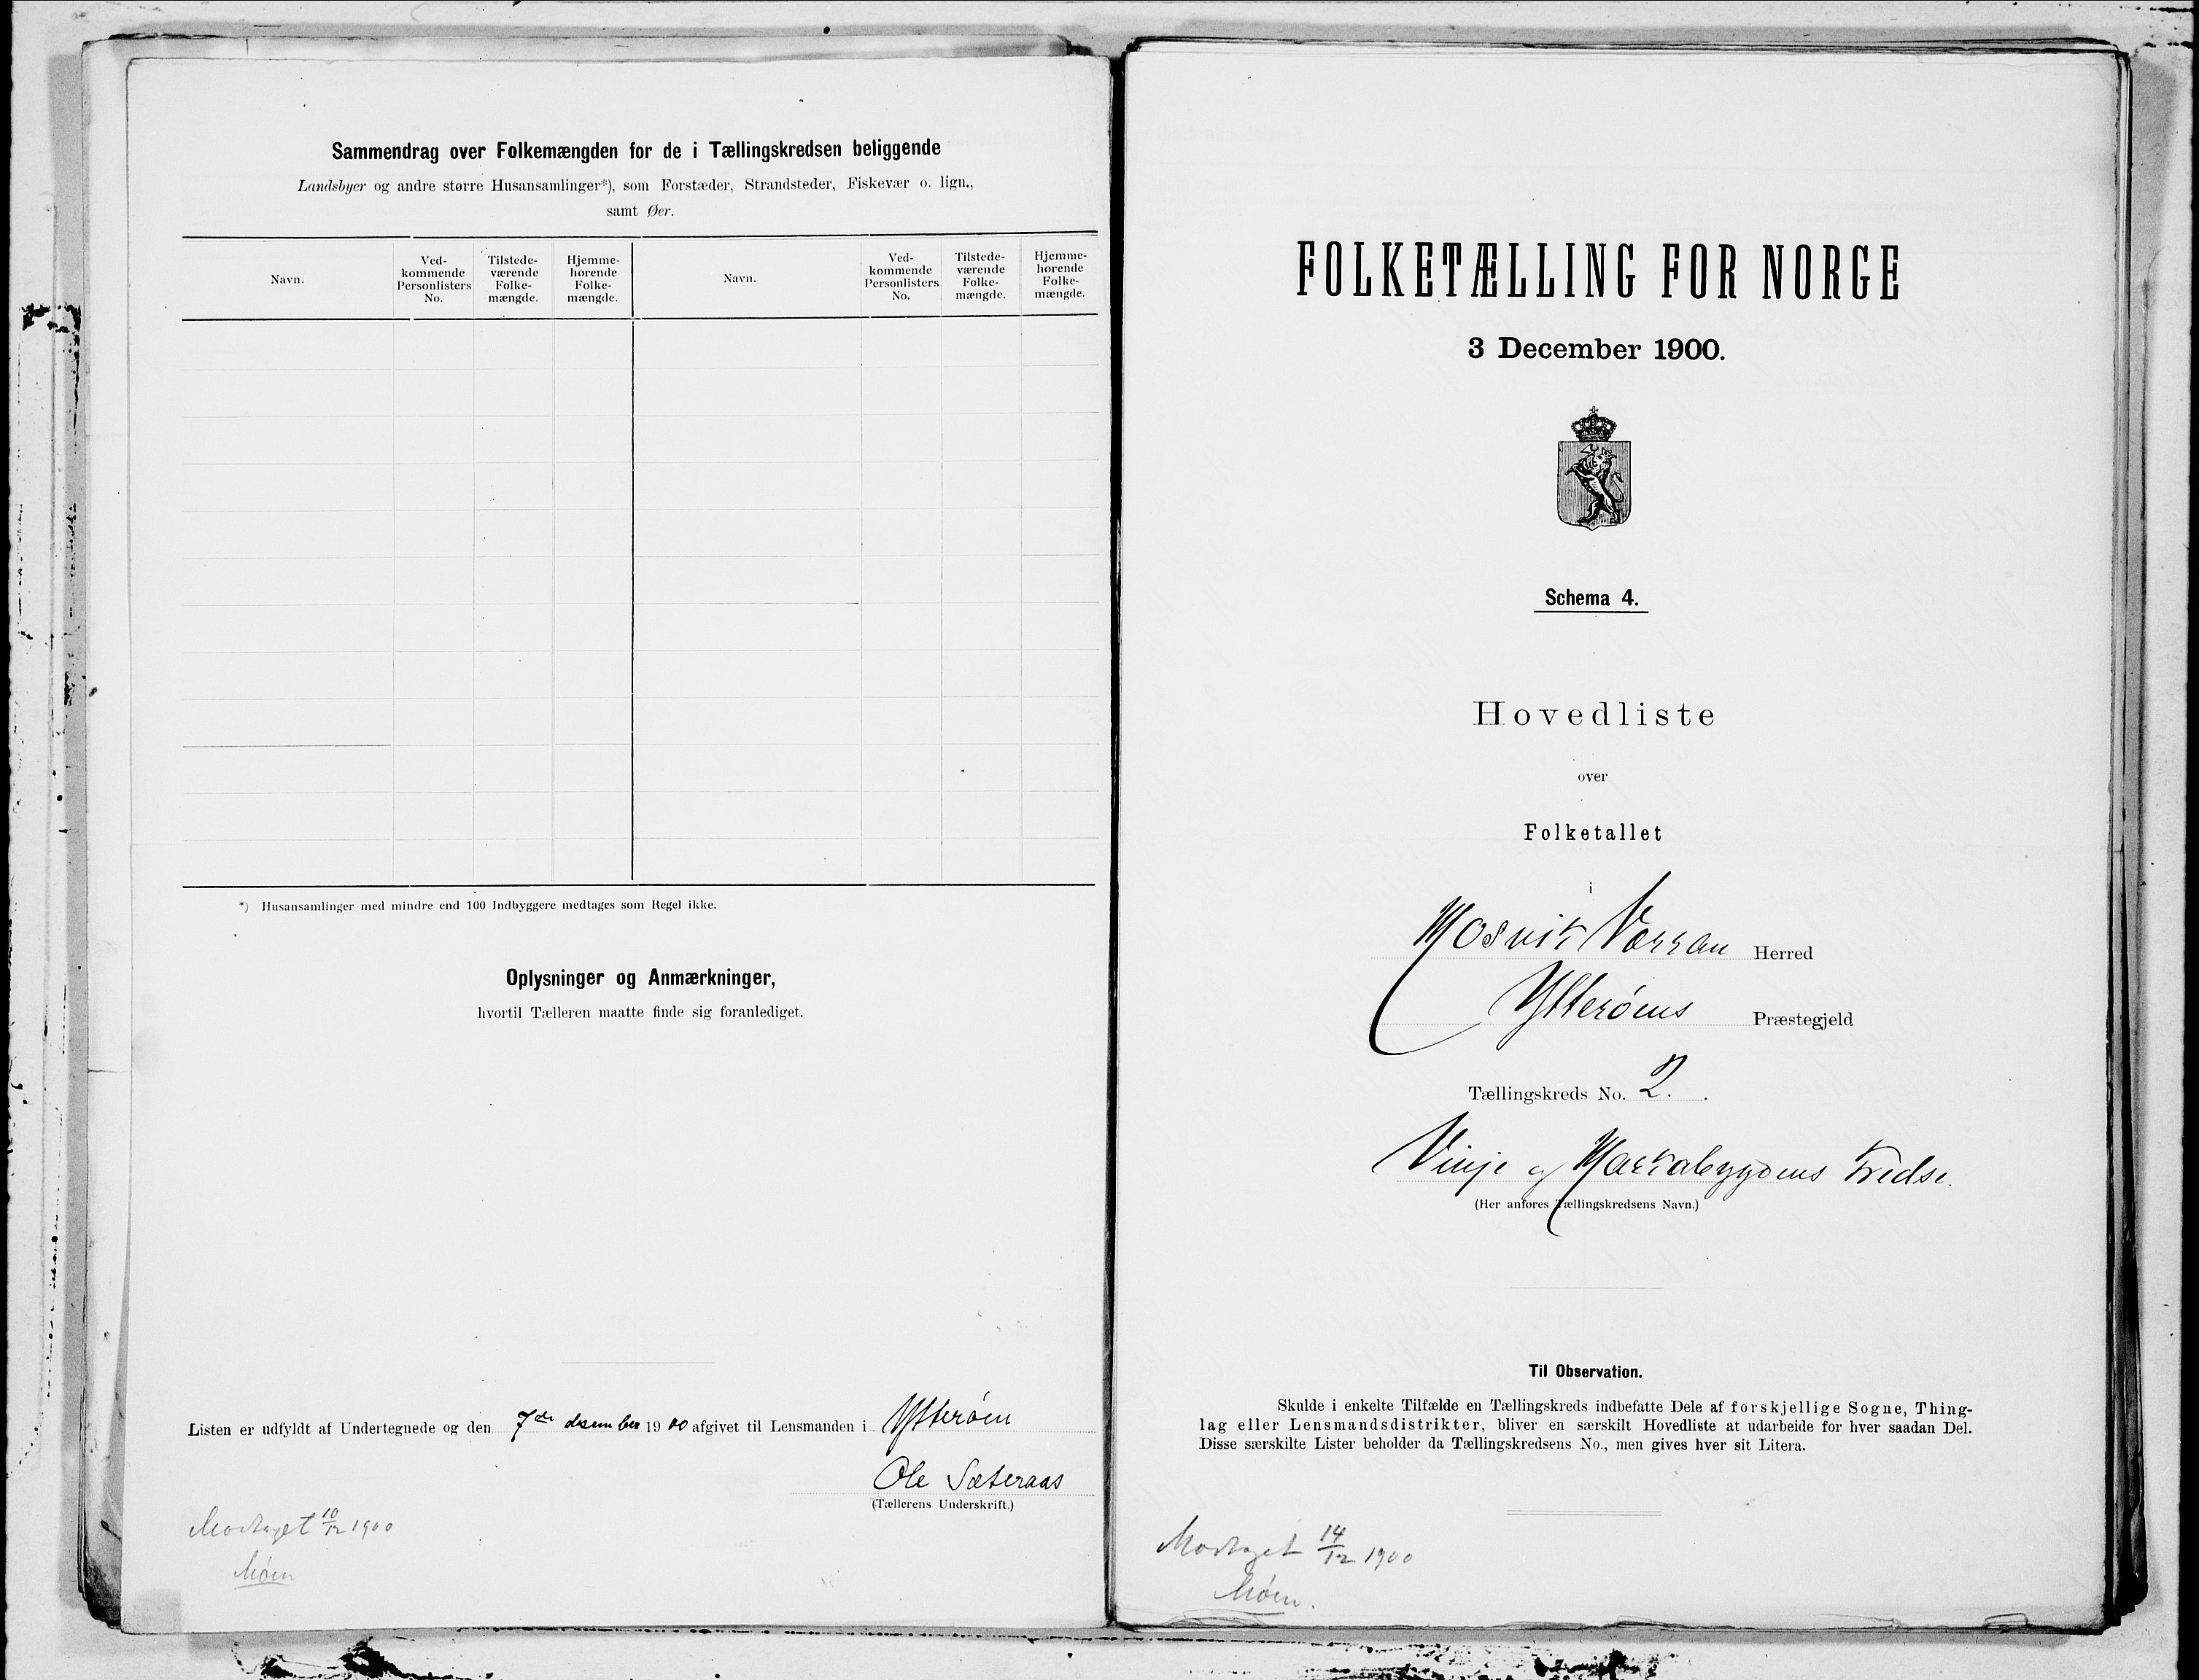 Sammendrag over Folkemængden for de i Tællingskredsen beliggende
Landsbyer og andre større Husansamlinger*), som Forstæder, Strandsteder, Fiskevær o. lign.,
samt Øer.
Navn.
Ved-
kommende
Personlisters
No.
Tilstede-
værende
Folke-
mængde.
Hjemme-
hørende
Folke-
mængde.
Navn.
Ved-
kommende
Personlisters
No.
Tilstede-
værende
Folke-
mængde.
Hjemme-
hørende
Folke-
mængde.
*) Husansamlinger med mindre end 100 Indbyggere medtages som Regel ikke.
Oplysninger og Anmærkninger,
hvortil Tælleren maatte finde sig foranlediget.
Listen er udfyldt af Undertegnede og den 7de desember 1900 afgivet til Lensmanden i Ytterøen
Ole Sæteraas
(Tællerens Underskrift.)
Modtaget 10/12 1900
Moen
FOLKETÆLLING FOR NORGE
3 December 1900.
Schema 4.
Hovedliste
over
Folketallet
i
Mosvik Værran Herred
Ytterøens Præstegjeld
Tællingskreds No. 2.
Vinje og Markabygdens Kredse.
(Her anføres Tællingskredsens Navn.)
Til Observation.
Skulde i enkelte Tilfælde en Tællingskreds indbefatte Dele af forskjellige Sogne, Thing-
lag eller Lensmandsdistrikter, bliver en særskilt Hovedliste at udarbeide for hver saadan Del.
Disse særskilte Lister beholder da Tællingskredsens No., men gives hver sit Litera.
Modtaget 14/12 1900
Moen.